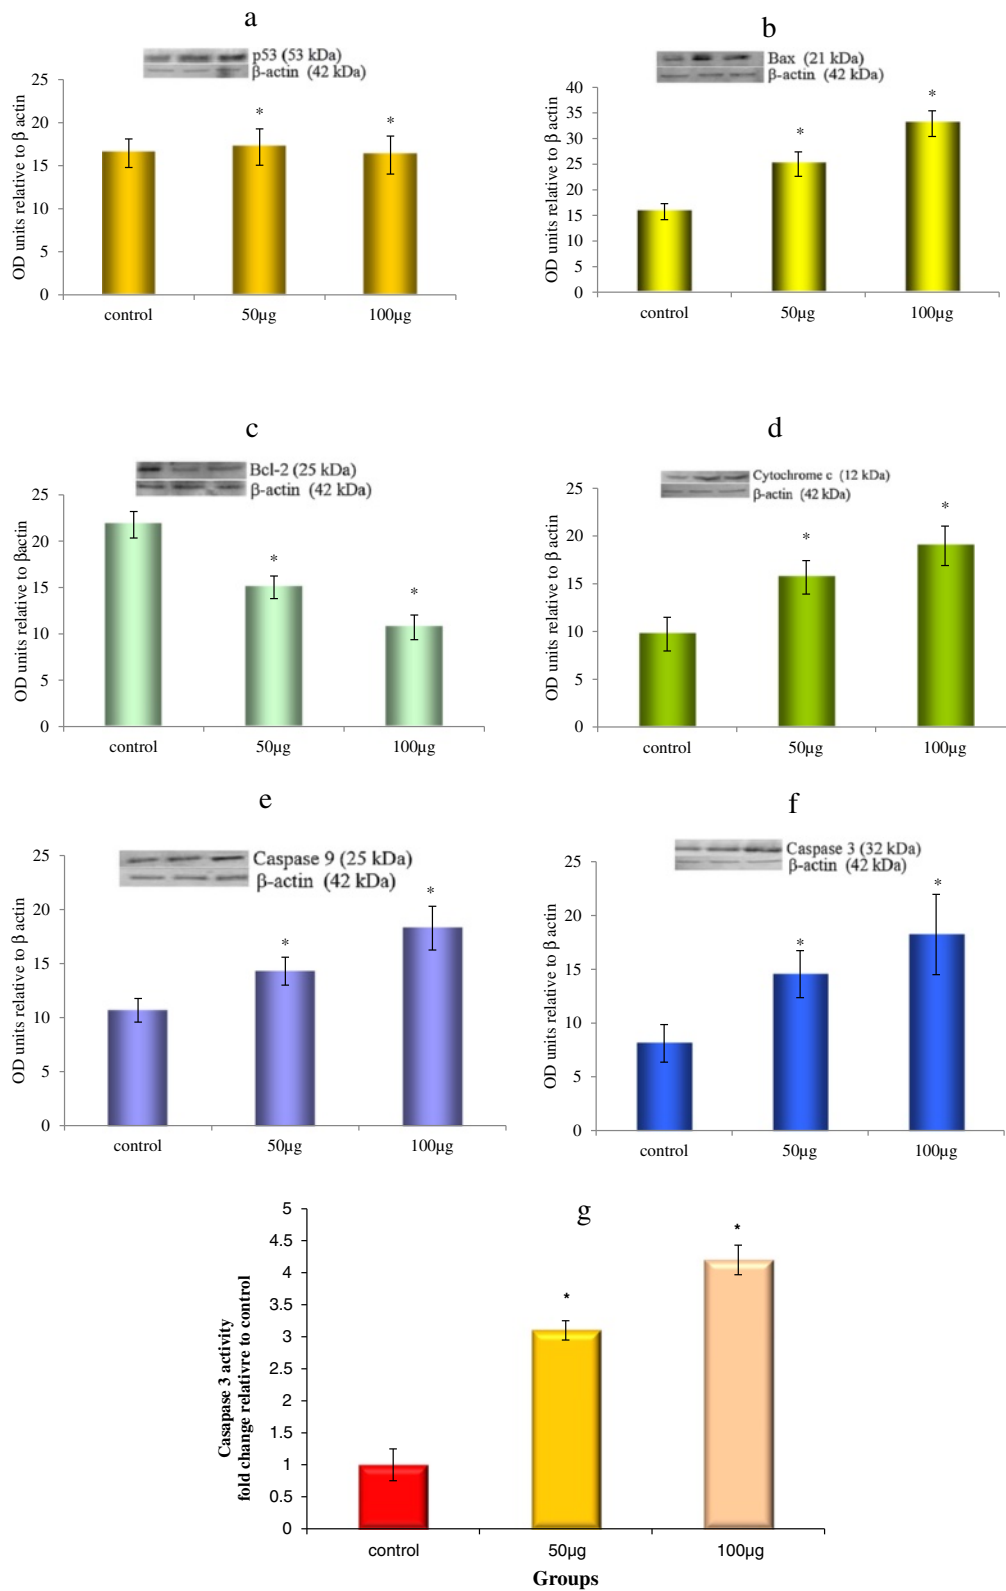 a
p53 (53 kDa)
β-actin (42 kDa)
OD units relative to β actin
25
20
15
10
5
0
*
*
control 50µg 100µg
b
Bax (21 kDa)
β-actin (42 kDa)
OD units relative to β actin
40
35
30
25
20
15
10
5
0
*
*
control 50µg 100µg
c
Bcl-2 (25 kDa)
β-actin (42 kDa)
OD units relative to βactin
25
20
15
10
5
0
*
*
control 50µg 100µg
d
Cytochrome c (12 kDa)
β-actin (42 kDa)
OD units relative to β actin
25
20
15
10
5
0
*
*
control 50µg 100µg
e
Caspase 9 (25 kDa)
β-actin (42 kDa)
OD units relative to β actin
25
20
15
10
5
0
*
*
control 50µg 100µg
f
Caspase 3 (32 kDa)
β-actin (42 kDa)
OD units relative to β actin
25
20
15
10
5
0
*
*
control 50µg 100µg
g
Casapase 3 activity
fold change relativre to control
5
4.5
4
3.5
3
2.5
2
1.5
1
0.5
0
*
*
control 50µg 100µg
Groups